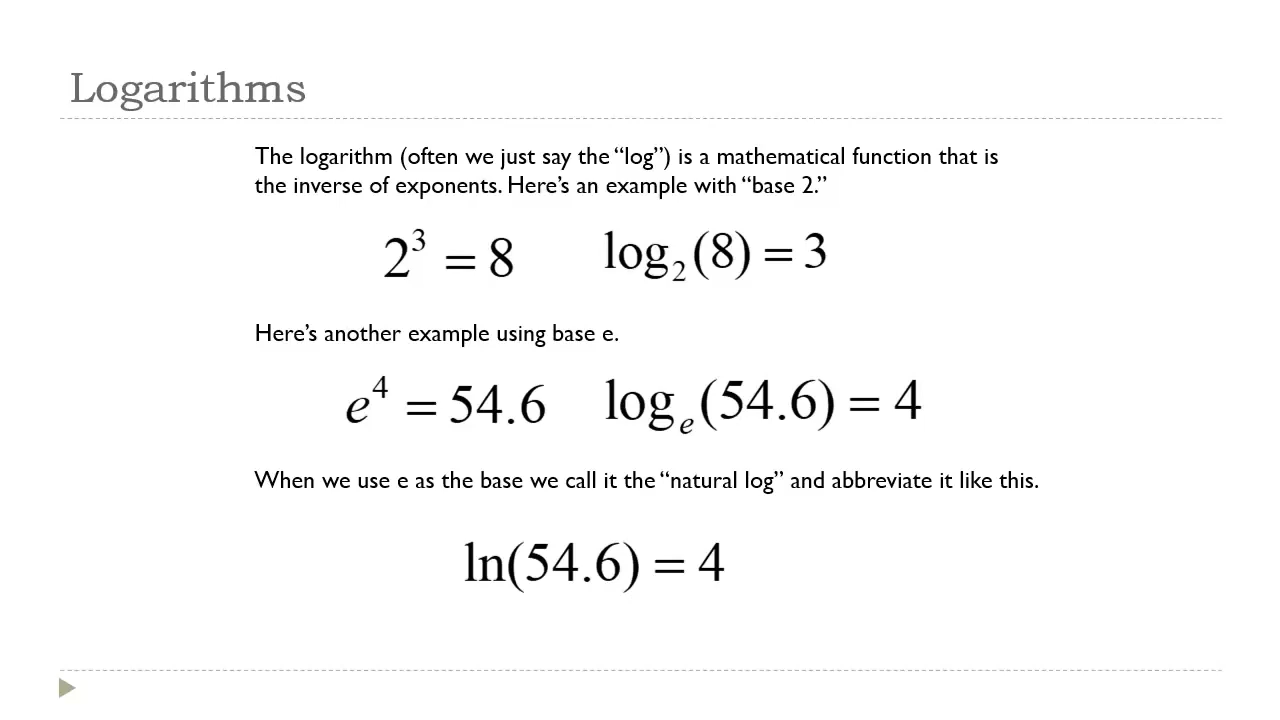 Logarithms
The logarithm (often we just say the “log”) is a mathematical function that is
the inverse of exponents. Here’s an example with “base 2.”
2³ = 8 log₂(8) = 3
Here’s another example using base e.
e⁴ = 54.6 logₑ(54.6) = 4
When we use e as the base we call it the “natural log” and abbreviate it like this.
ln(54.6) = 4